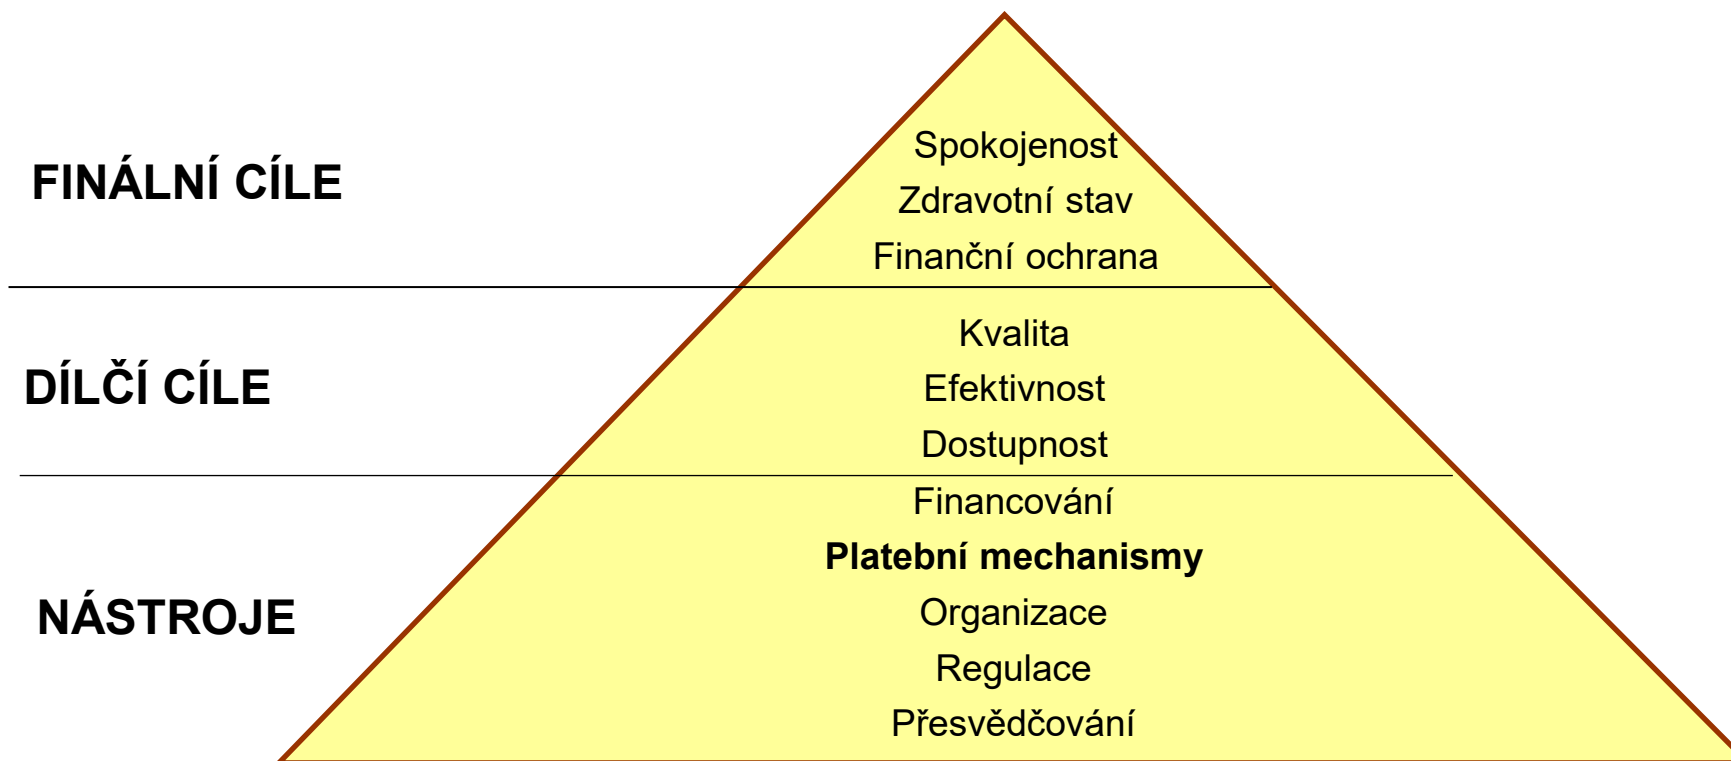 FINÁLNÍ CÍLE
Spokojenost
Zdravotní stav
Finanční ochrana
DÍLČÍ CÍLE
Kvalita
Efektivnost
Dostupnost
NÁSTROJE
Financování
Platební mechanismy
Organizace
Regulace
Přesvědčování